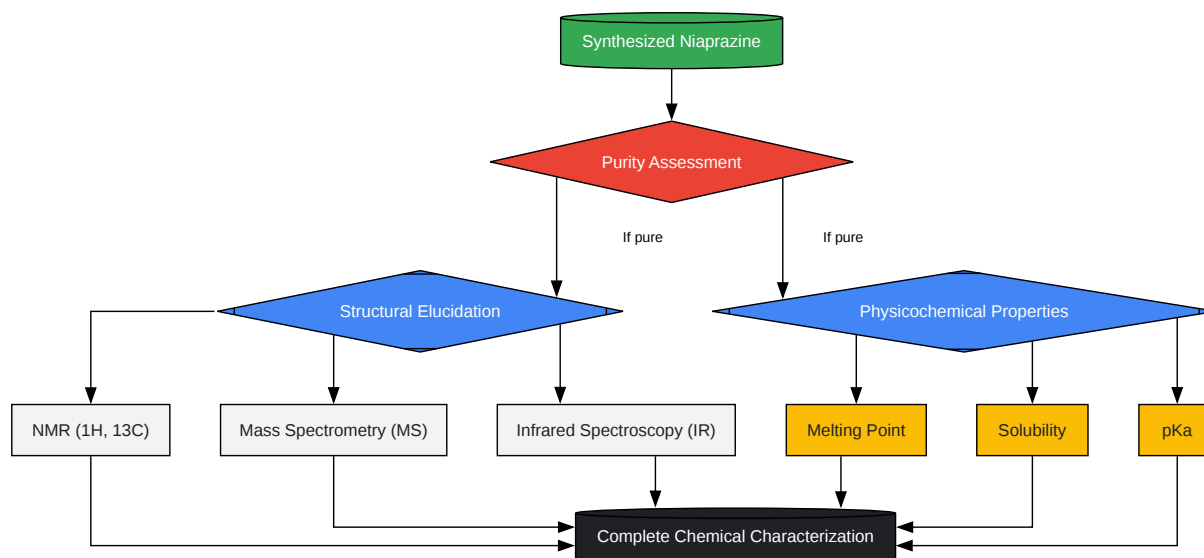 Synthesized Niaprazine
Purity Assessment
If pure
If pure
Structural Elucidation
Physicochemical Properties
NMR (1H, 13C)
Mass Spectrometry (MS)
Infrared Spectroscopy (IR)
Melting Point
Solubility
pKa
Complete Chemical Characterization